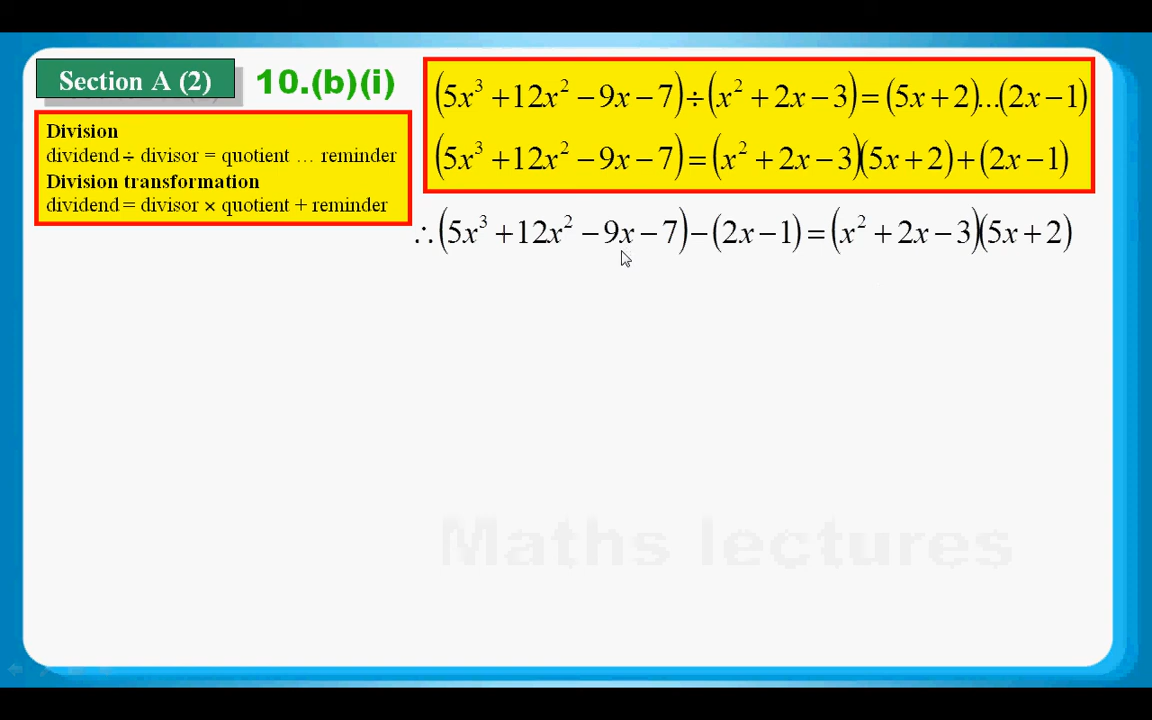 Section A (2)
10.(b)(i)
Division
dividend ÷ divisor = quotient … reminder
Division transformation
dividend = divisor × quotient + reminder
(5x³ +12x² −9x −7)÷(x² +2x −3)=(5x+2)...(2x−1)
(5x³ +12x² −9x −7)=(x² +2x −3)(5x+2)+(2x−1)
∴(5x³ +12x² −9x −7)−(2x−1)=(x² +2x −3)(5x+2)
Maths lectures